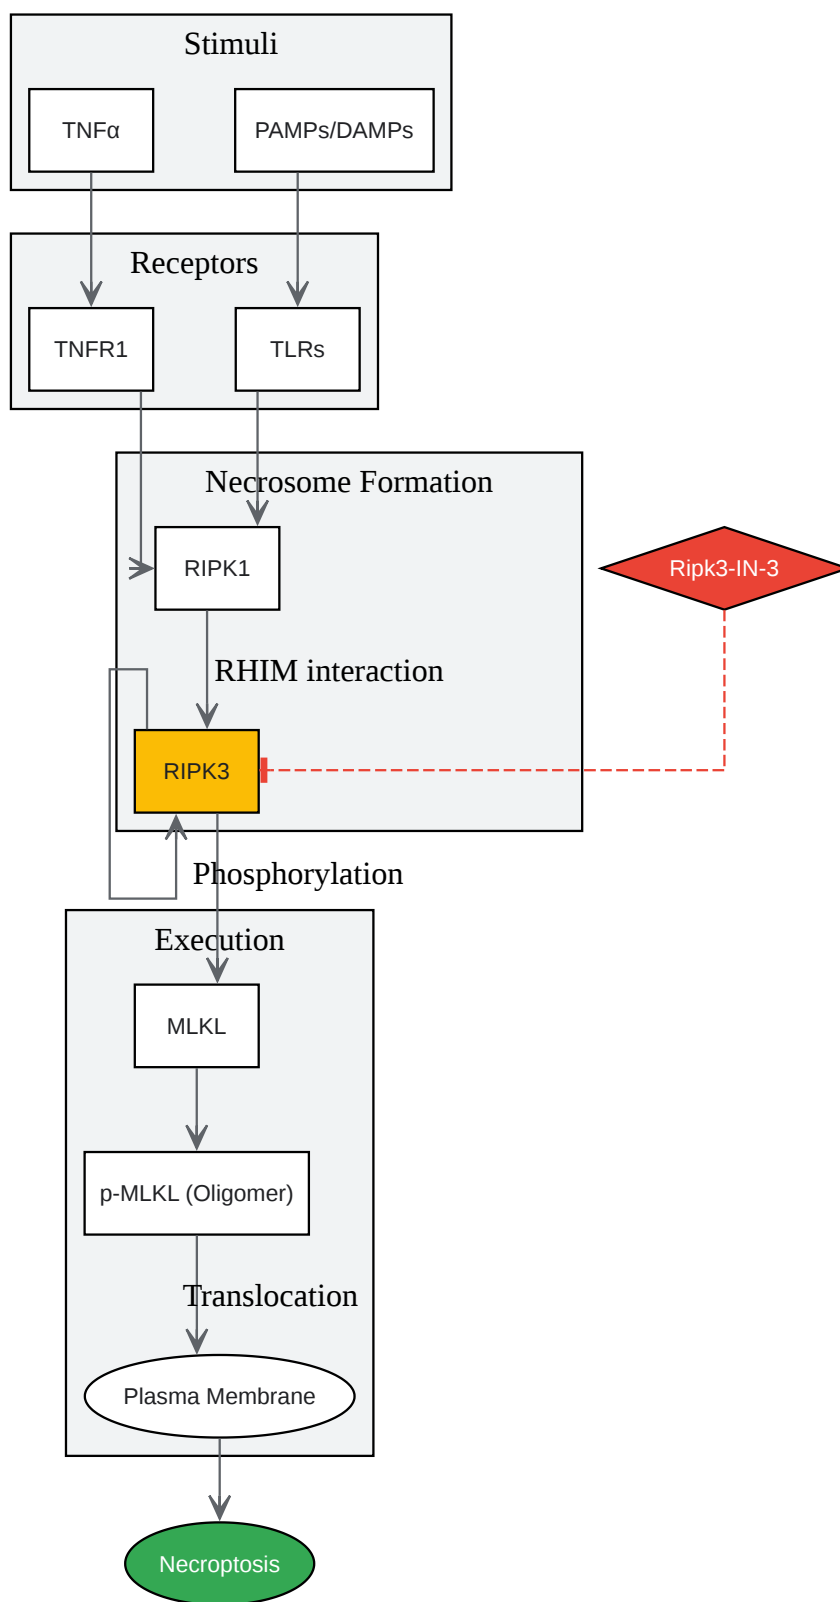 Stimuli
TNFα
PAMPs/DAMPs
Receptors
TNFR1
TLRs
Necrosome Formation
RIPK1
Ripk3-IN-3
RHIM interaction
RIPK3
Phosphorylation
Execution
MLKL
p-MLKL (Oligomer)
Translocation
Plasma Membrane
Necroptosis